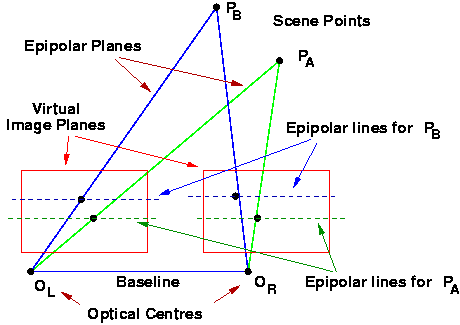 P_B
Scene Points
Epipolar Planes
P_A
Virtual
Image Planes
Epipolar lines for P_B
O_L
Baseline
O_R
Epipolar lines for P_A
Optical Centres